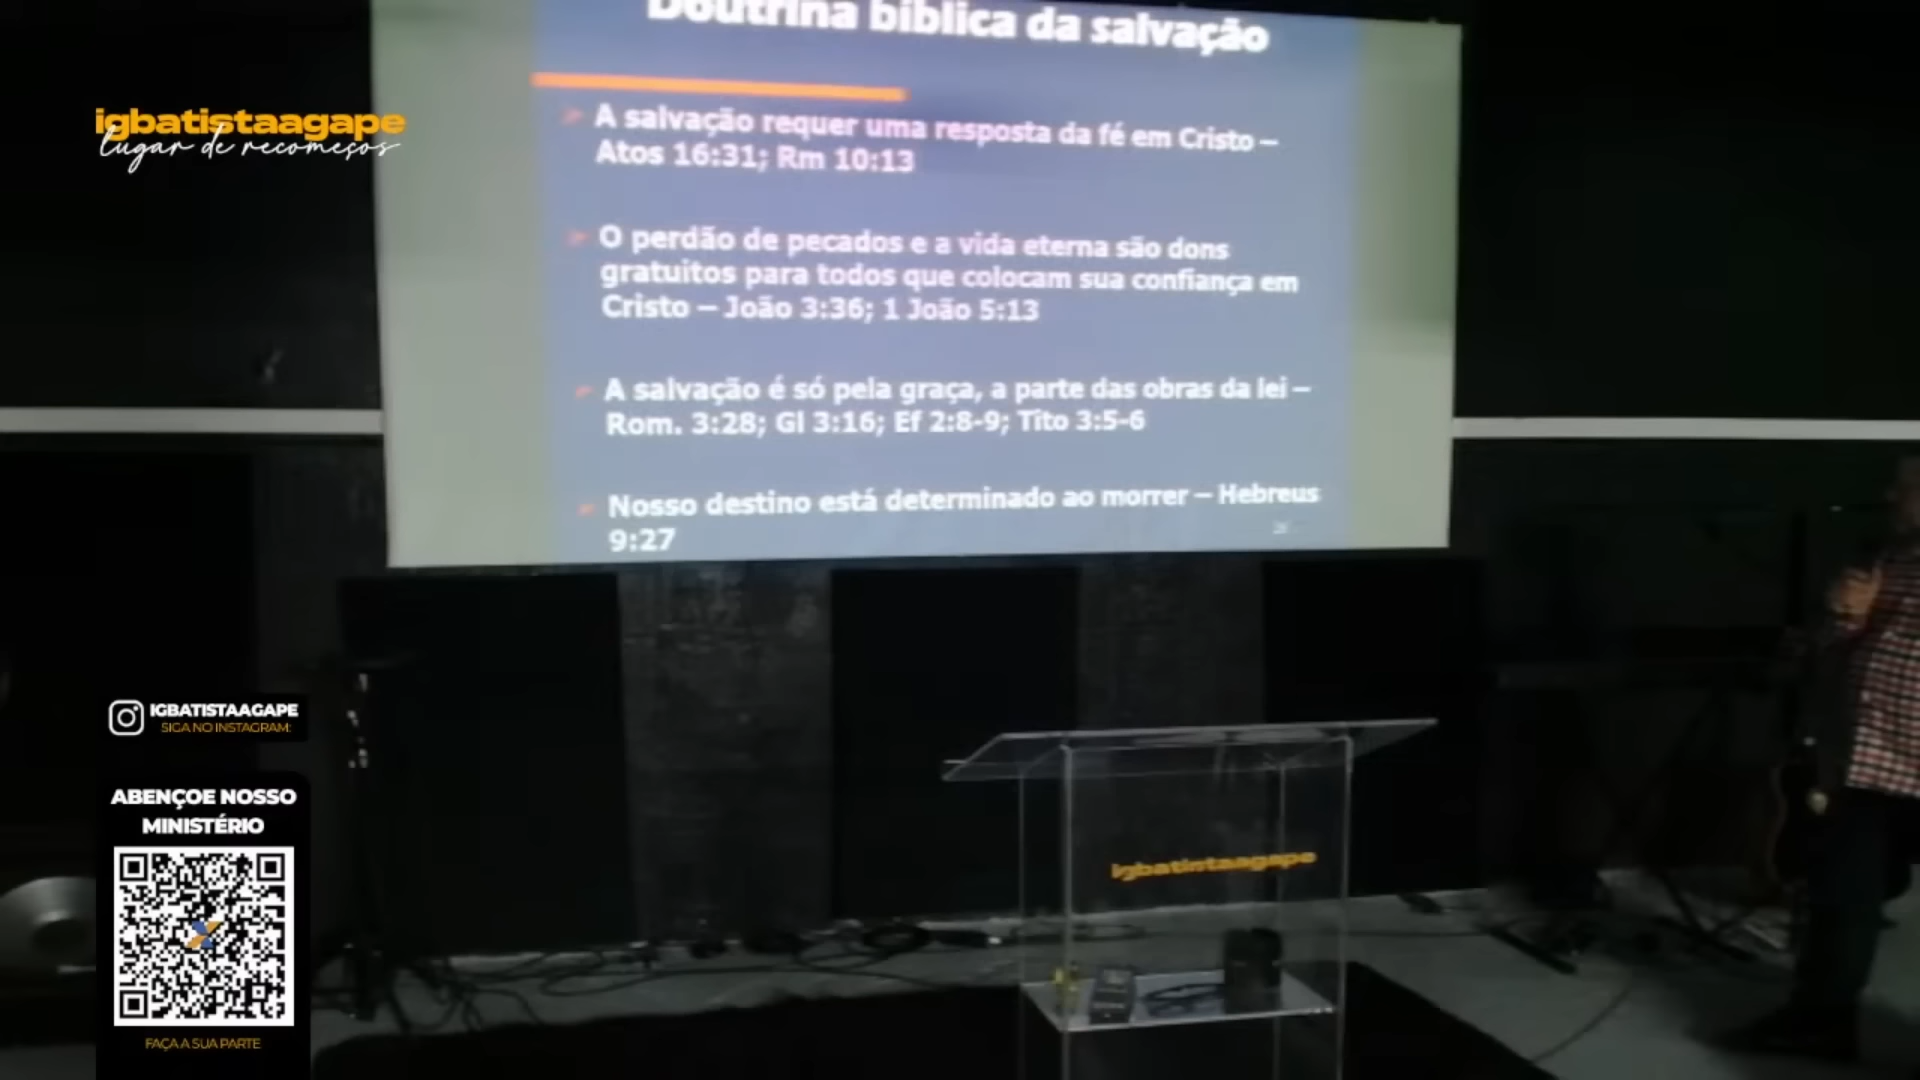 Doutrina bíblica da salvação
igbatistaagape
lugar de recomeços
A salvação requer uma resposta da fé em Cristo –
Atos 16:31; Rm 10:13
O perdão de pecados e a vida eterna são dons
gratuitos para todos que colocam sua confiança em
Cristo – João 3:36; 1 João 5:13
A salvação é só pela graça, a parte das obras da lei –
Rom. 3:28; Gl 3:16; Ef 2:8-9; Tito 3:5-6
Nosso destino está determinado ao morrer – Hebreus
9:27
IGBATISTAAGAPE
SIGA NO INSTAGRAM:
ABENÇOE NOSSO
MINISTÉRIO
FAÇA A SUA PARTE
igbatistaagape